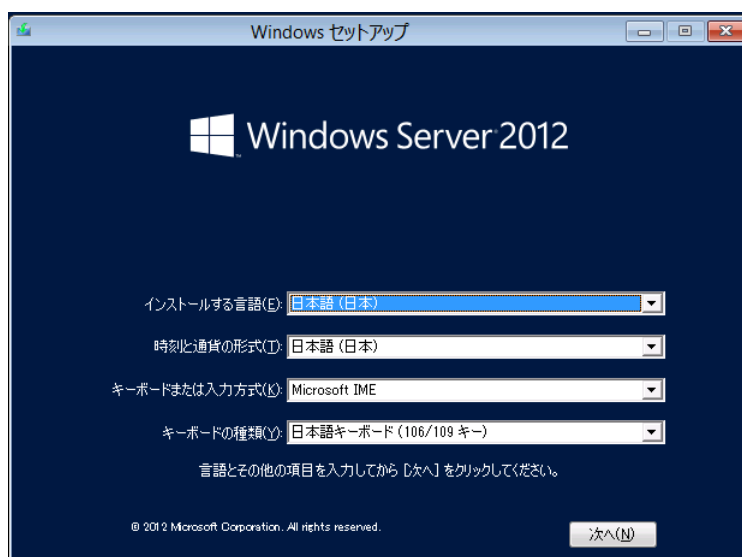 Windows セットアップ
Windows Server 2012
インストールする言語(E): 日本語 (日本)
時刻と通貨の形式(T): 日本語 (日本)
キーボードまたは入力方式(K): Microsoft IME
キーボードの種類(Y): 日本語キーボード (106/109 キー)
言語とその他の項目を入力してから [次へ] をクリックしてください。
© 2012 Microsoft Corporation. All rights reserved.
次へ(N)